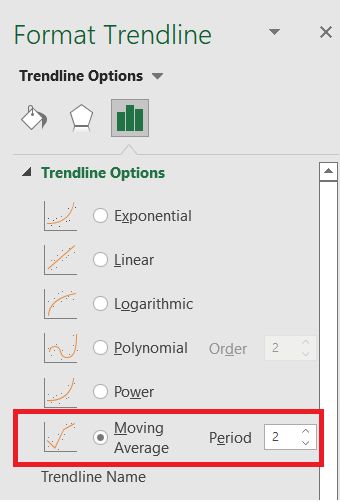 Format Trendline
Trendline Options
Trendline Options
Exponential
Linear
Logarithmic
Polynomial Order 2
Power
Moving
Average Period 2
Trendline Name